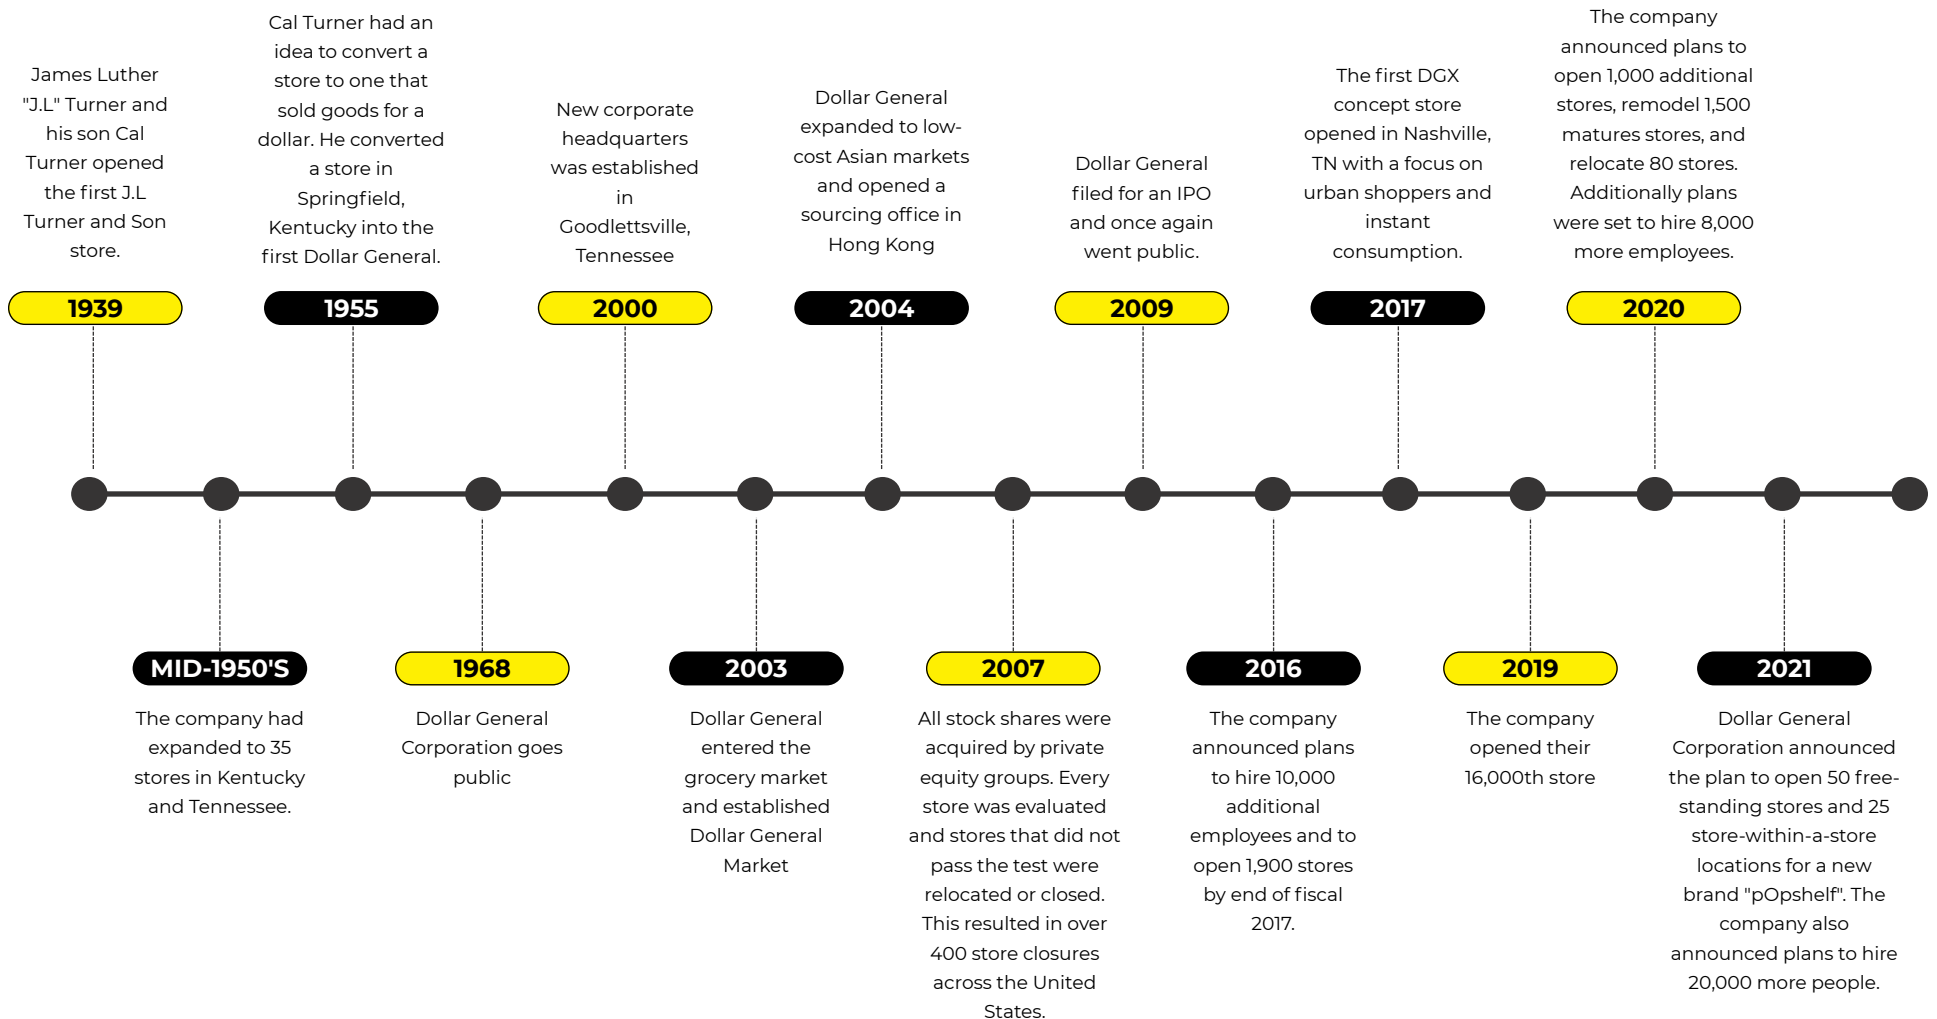 James Luther
"J.L" Turner and
his son Cal
Turner opened
the first J.L
Turner and Son
store.
1939
Cal Turner had an
idea to convert a
store to one that
sold goods for a
dollar. He converted
a store in
Springfield,
Kentucky into the
first Dollar General.
1955
New corporate
headquarters
was established
in
Goodlettsville,
Tennessee
2000
Dollar General
expanded to low-
cost Asian markets
and opened a
sourcing office in
Hong Kong
2004
Dollar General
filed for an IPO
and once again
went public.
2009
The first DGX
concept store
opened in Nashville,
TN with a focus on
urban shoppers and
instant
consumption.
2017
The company
announced plans to
open 1,000 additional
stores, remodel 1,500
matures stores, and
relocate 80 stores.
Additionally plans
were set to hire 8,000
more employees.
2020
MID-1950'S
The company had
expanded to 35
stores in Kentucky
and Tennessee.
1968
Dollar General
Corporation goes
public
2003
Dollar General
entered the
grocery market
and established
Dollar General
Market
2007
All stock shares were
acquired by private
equity groups. Every
store was evaluated
and stores that did not
pass the test were
relocated or closed.
This resulted in over
400 store closures
across the United
States.
2016
The company
announced plans
to hire 10,000
additional
employees and to
open 1,900 stores
by end of fiscal
2017.
2019
The company
opened their
16,000th store
2021
Dollar General
Corporation announced
the plan to open 50 free-
standing stores and 25
store-within-a-store
locations for a new
brand "pOpshelf". The
company also
announced plans to hire
20,000 more people.